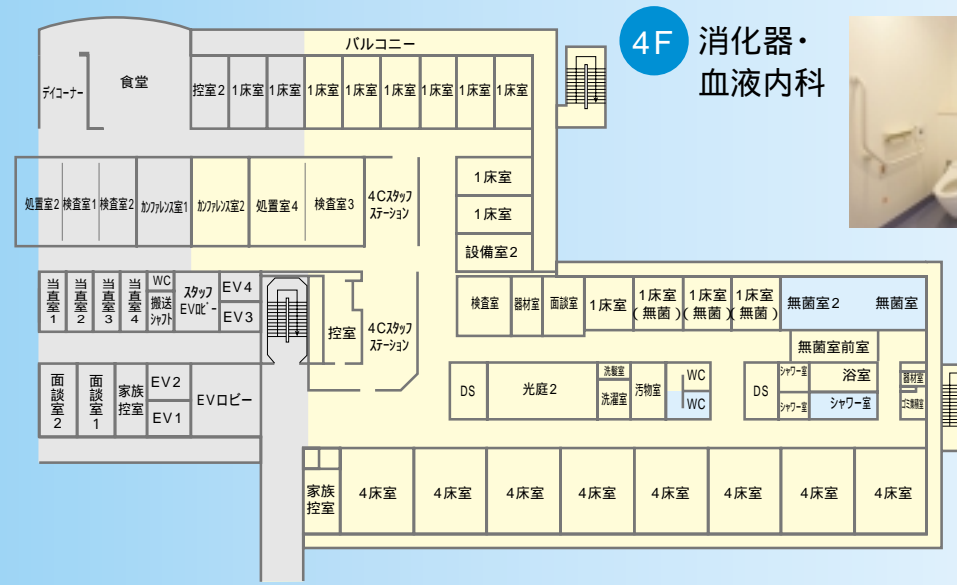 4F 消化器・
血液内科
バルコニー
デイコーナー
食堂
控室2
1床室
1床室
1床室
1床室
1床室
1床室
1床室
1床室
処置室2
検査室1
検査室2
カンファレンス室1
カンファレンス室2
処置室4
検査室3
4Cスタッフ
ステーション
1床室
1床室
設備室2
当直室1
当直室2
当直室3
当直室4
WC
搬送
シャフト
スタッフ
EVロビー
EV4
EV3
控室
4Cスタッフ
ステーション
検査室
器材室
面談室
1床室
1床室
(無菌)
1床室
(無菌)
1床室
(無菌)
無菌室2
無菌室
無菌室前室
面談室2
面談室1
家族
控室
EV2
EV1
EVロビー
DS
光庭2
洗髪室
洗濯室
汚物室
WC
WC
DS
シャワー室
シャワー室
浴室
シャワー室
器材室
家族
控室
4床室
4床室
4床室
4床室
4床室
4床室
4床室
4床室